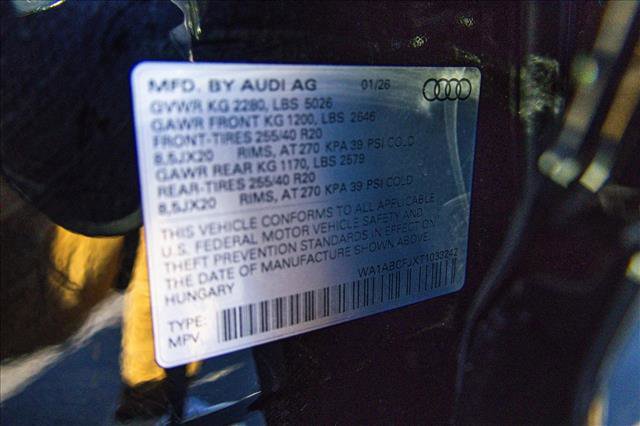 MFD. BY AUDI AG 01/26
GVWR KG 2280, LBS 5026
GAWR FRONT KG 1200, LBS 2646
FRONT-TIRES 255/40 R20
8,5JX20 RIMS, AT 270 KPA 39 PSI COLD
GAWR REAR KG 1170, LBS 2579
REAR-TIRES 255/40 R20
8,5JX20 RIMS, AT 270 KPA 39 PSI COLD
THIS VEHICLE CONFORMS TO ALL APPLICABLE
U.S. FEDERAL MOTOR VEHICLE SAFETY AND
THEFT PREVENTION STANDARDS IN EFFECT ON
THE DATE OF MANUFACTURE SHOWN ABOVE
HUNGARY WA1ABCFJXT1033242
TYPE:
MPV